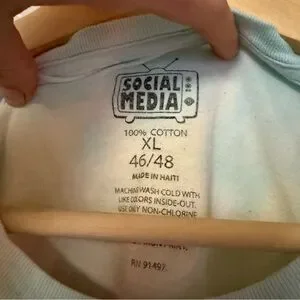 SOCIAL
MEDIA
100% COTTON
XL
46/48
MADE IN HAITI
MACHINE WASH COLD WITH
LIKE COLORS INSIDE-OUT.
USE ONLY NON-CHLORINE
RN 91497